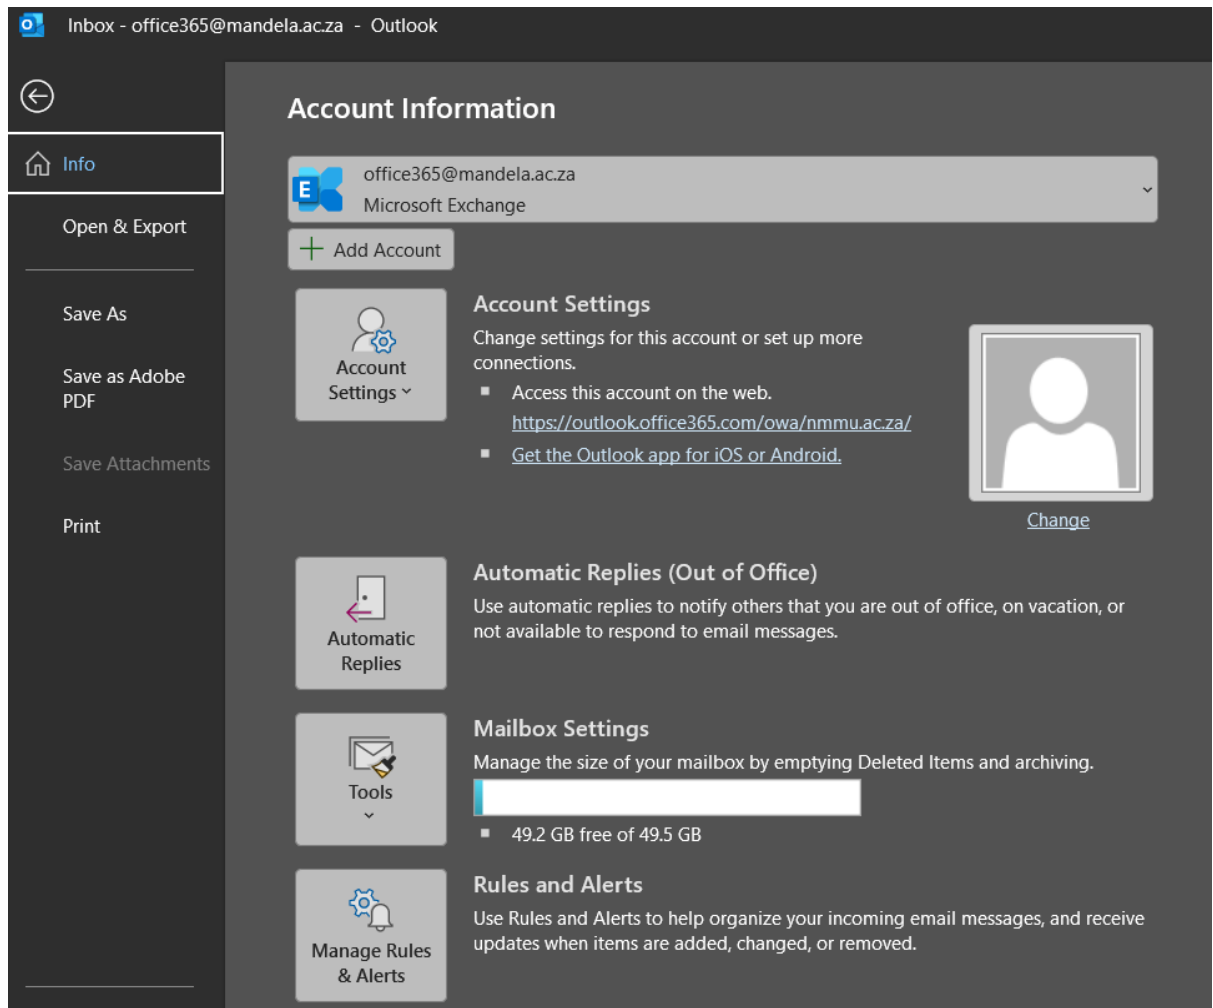 Inbox - office365@mandela.ac.za - Outlook
Info
Open & Export
Save As
Save as Adobe
PDF
Save Attachments
Print
Account Information
E
office365@mandela.ac.za
Microsoft Exchange
Add Account
Account
Settings
Account Settings
Change settings for this account or set up more
connections.
Access this account on the web.
https://outlook.office365.com/owa/nmmu.ac.za/
Get the Outlook app for iOS or Android.
Change
Automatic
Replies
Automatic Replies (Out of Office)
Use automatic replies to notify others that you are out of office, on vacation, or
not available to respond to email messages.
Tools
Mailbox Settings
Manage the size of your mailbox by emptying Deleted Items and archiving.
49.2 GB free of 49.5 GB
Manage Rules
& Alerts
Rules and Alerts
Use Rules and Alerts to help organize your incoming email messages, and receive
updates when items are added, changed, or removed.